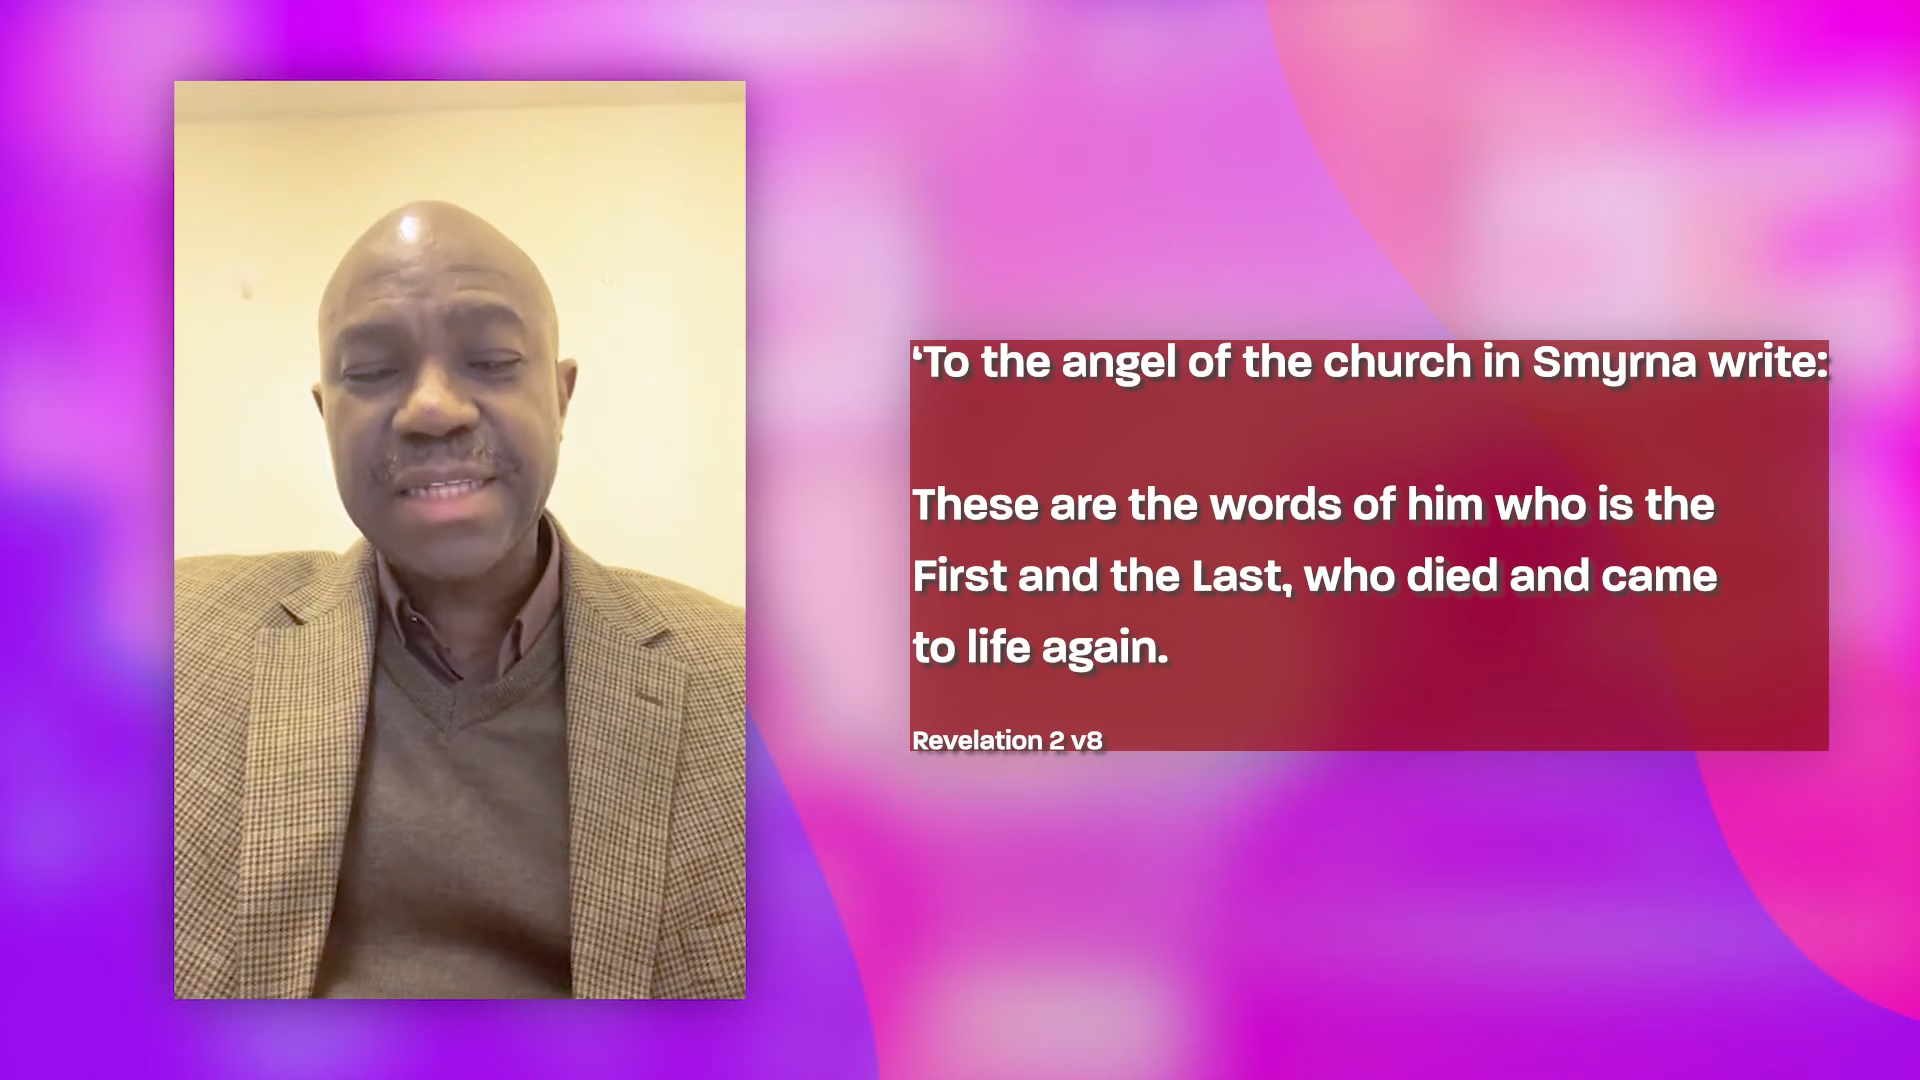 ‘To the angel of the church in Smyrna write:
These are the words of him who is the
First and the Last, who died and came
to life again.
Revelation 2 v8